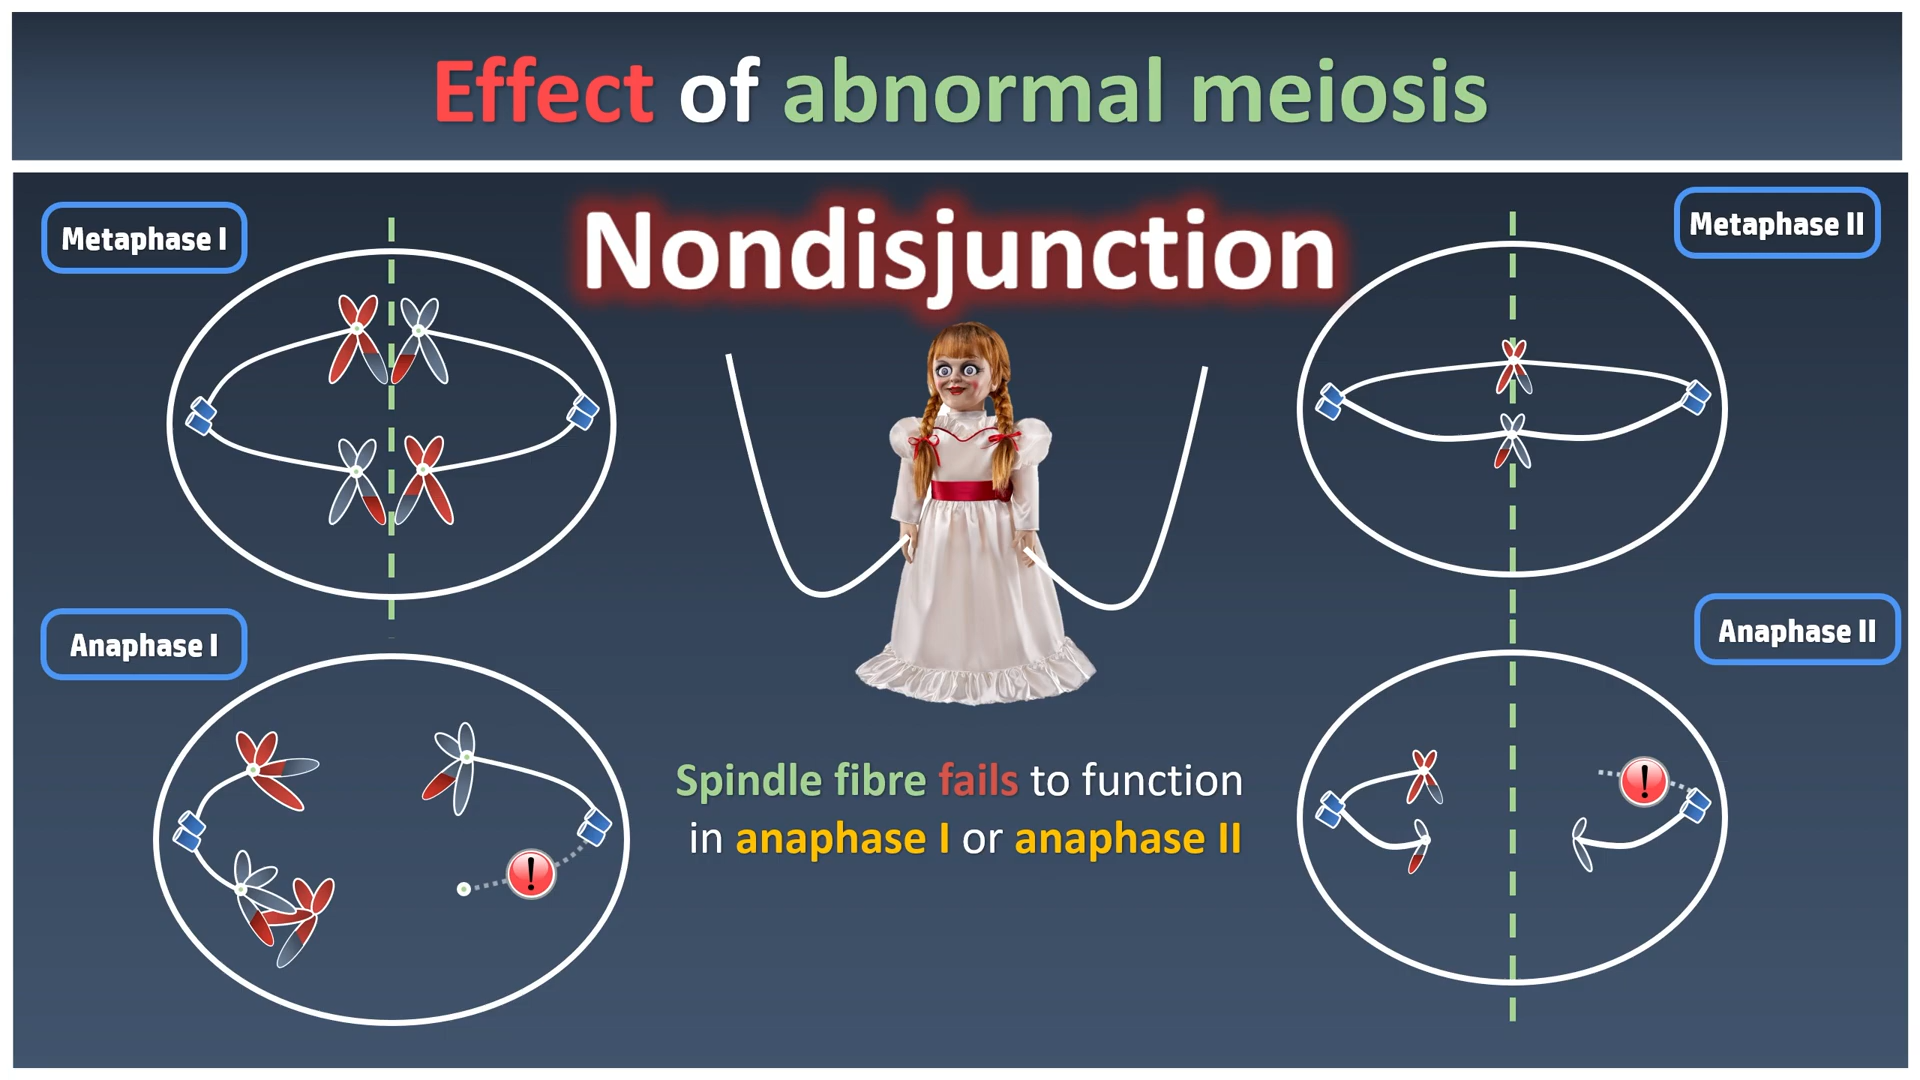 Effect of abnormal meiosis
Nondisjunction
Metaphase I
Metaphase II
Anaphase I
Anaphase II
Spindle fibre fails to function
in anaphase I or anaphase II
!
!